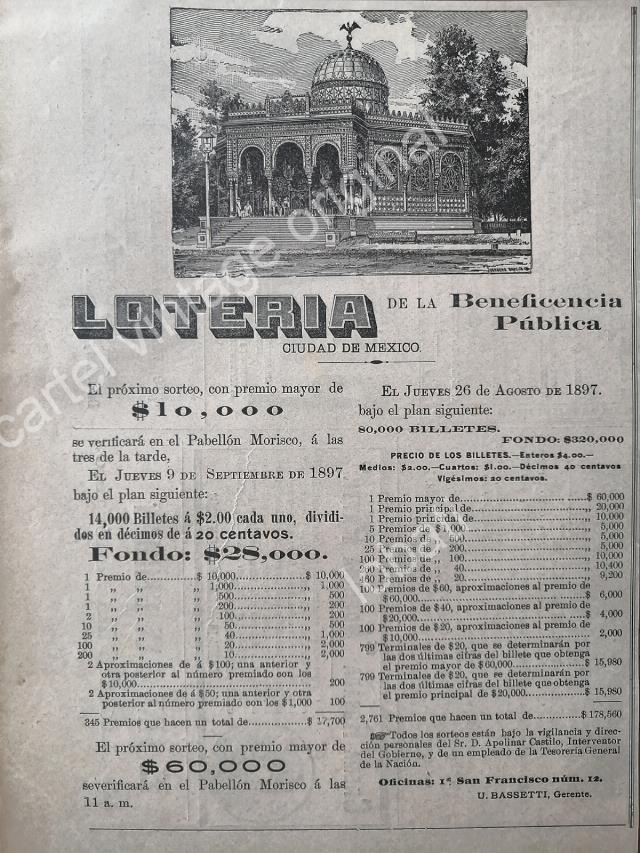 LOTERIA DE LA Beneficencia
Pública
CIUDAD DE MEXICO.
El próximo sorteo, con premio mayor de
$10,000
se verificará en el Pabellón Morisco, á las
tres de la tarde,
EL JUEVES 9 DE SEPTIEMBRE DE 1897
bajo el plan siguiente:
14,000 Billetes á $2.00 cada uno, dividi-
dos en décimos de á 20 centavos.
Fondo: $28,000.
1 Premio de........$ 10,000........$ 10,000
1 „ „ „ 1,000........„ 1,000
1 „ „ „ 500........„ 500
1 „ „ „ 200........„ 200
2 „ „ „ 100........„ 200
10 „ „ „ 50........„ 500
25 „ „ „ 40........„ 1,000
100 „ „ „ 20........„ 2,000
200 „ „ „ 10........„ 2,000
2 Aproximaciones de á $100; una anterior y
otra posterior al número premiado con los
$10,000........ 200
2 Aproximaciones de á $50; una anterior y otra
posterior al número premiado con los $1,000 100
345 Premios que hacen un total de........$ 17,700
El próximo sorteo, con premio mayor de
$60,000
severificará en el Pabellón Morisco á las
11 a. m.
EL JUEVES 26 DE AGOSTO DE 1897.
bajo el plan siguiente:
80,000 BILLETES.
FONDO: $320,000
PRECIO DE LOS BILLETES.—Enteros $4.00.—
Medios: $2.00.—Cuartos: $1.00.—Décimos 40 centavos
Vigésimos: 20 centavos.
1 Premio mayor de........$ 60,000
1 Premio principal de........„ 20,000
1 Premio principal de........„ 10,000
5 Premios de $ 1,000........ 5,000
10 Premios de „ 500........ 5,000
25 Premios de „ 200........ 5,000
100 Premios de „ 100........ 10,000
260 Premios de „ 40........ 10,400
460 Premios de „ 20........ 9,200
100 Premios de $60, aproximaciones al premio de
$60,000........$ 6,000
100 Premios de $40, aproximaciones al premio de
$20,000........$ 4,000
100 Premios de $20, aproximaciones al premio de
$10,000........ 2,000
799 Terminales de $20, que se determinarán por
las dos últimas cifras del billete que obtenga
el premio mayor de $60,000........$ 15,980
799 Terminales de $20, que se determinarán por
las dos últimas cifras del billete que obtenga
el premio principal de $20,000........$ 15,980
2,761 Premios que hacen un total de........$ 178,560
Todos los sorteos están bajo la vigilancia y direc-
ción personales del Sr. D. Apolinar Castillo, Interventor
del Gobierno, y de un empleado de la Tesorería General
de la Nación.
Oficinas: 1ª San Francisco núm. 12.
U. BASSETTI, Gerente.
cartel vintage original